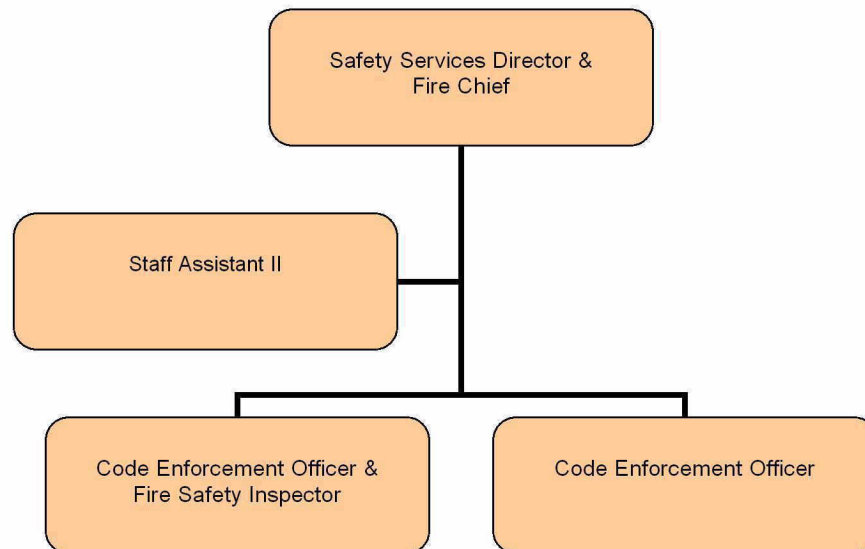 Safety Services Director &
Fire Chief
Staff Assistant II
Code Enforcement Officer &
Fire Safety Inspector
Code Enforcement Officer